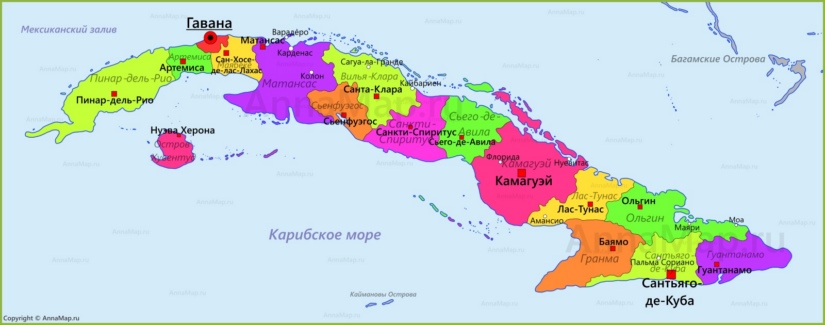 Мексиканский залив
Гавана
Варадеро
Матансас
Карденас
Багамские Острова
Артемиса
Артемиса
Маябеке
Сан-Хосе-
де-лас-Лахас
Сагуа-ла-Гранде
Колон
Вилья-Клара
Кайбариен
Пинар-дель-Рио
Пинар-дель-Рио
Матансас
Санта-Клара
Сьенфуэгос
Сьенфуэгос
Санкти-
Спиритус
Санкти-Спиритус
Сьего-де-
Авила
Сьего-де-Авила
Нуэва Херона
Остров
Хувентуд
Флорида
Камагуэй
Нуевитас
Камагуэй
Лас-Тунас
Лас-Тунас
Амансио
Ольгин
Ольгин
Маяри
Моа
Карибское море
Баямо
Гранма
Сантьяго-
де-Куба
Пальма Сориано
Гуантанамо
Гуантанамо
Сантьяго-
де-Куба
Каймановы Острова
AnnaMap.ru
Copyright © AnnaMap.ru